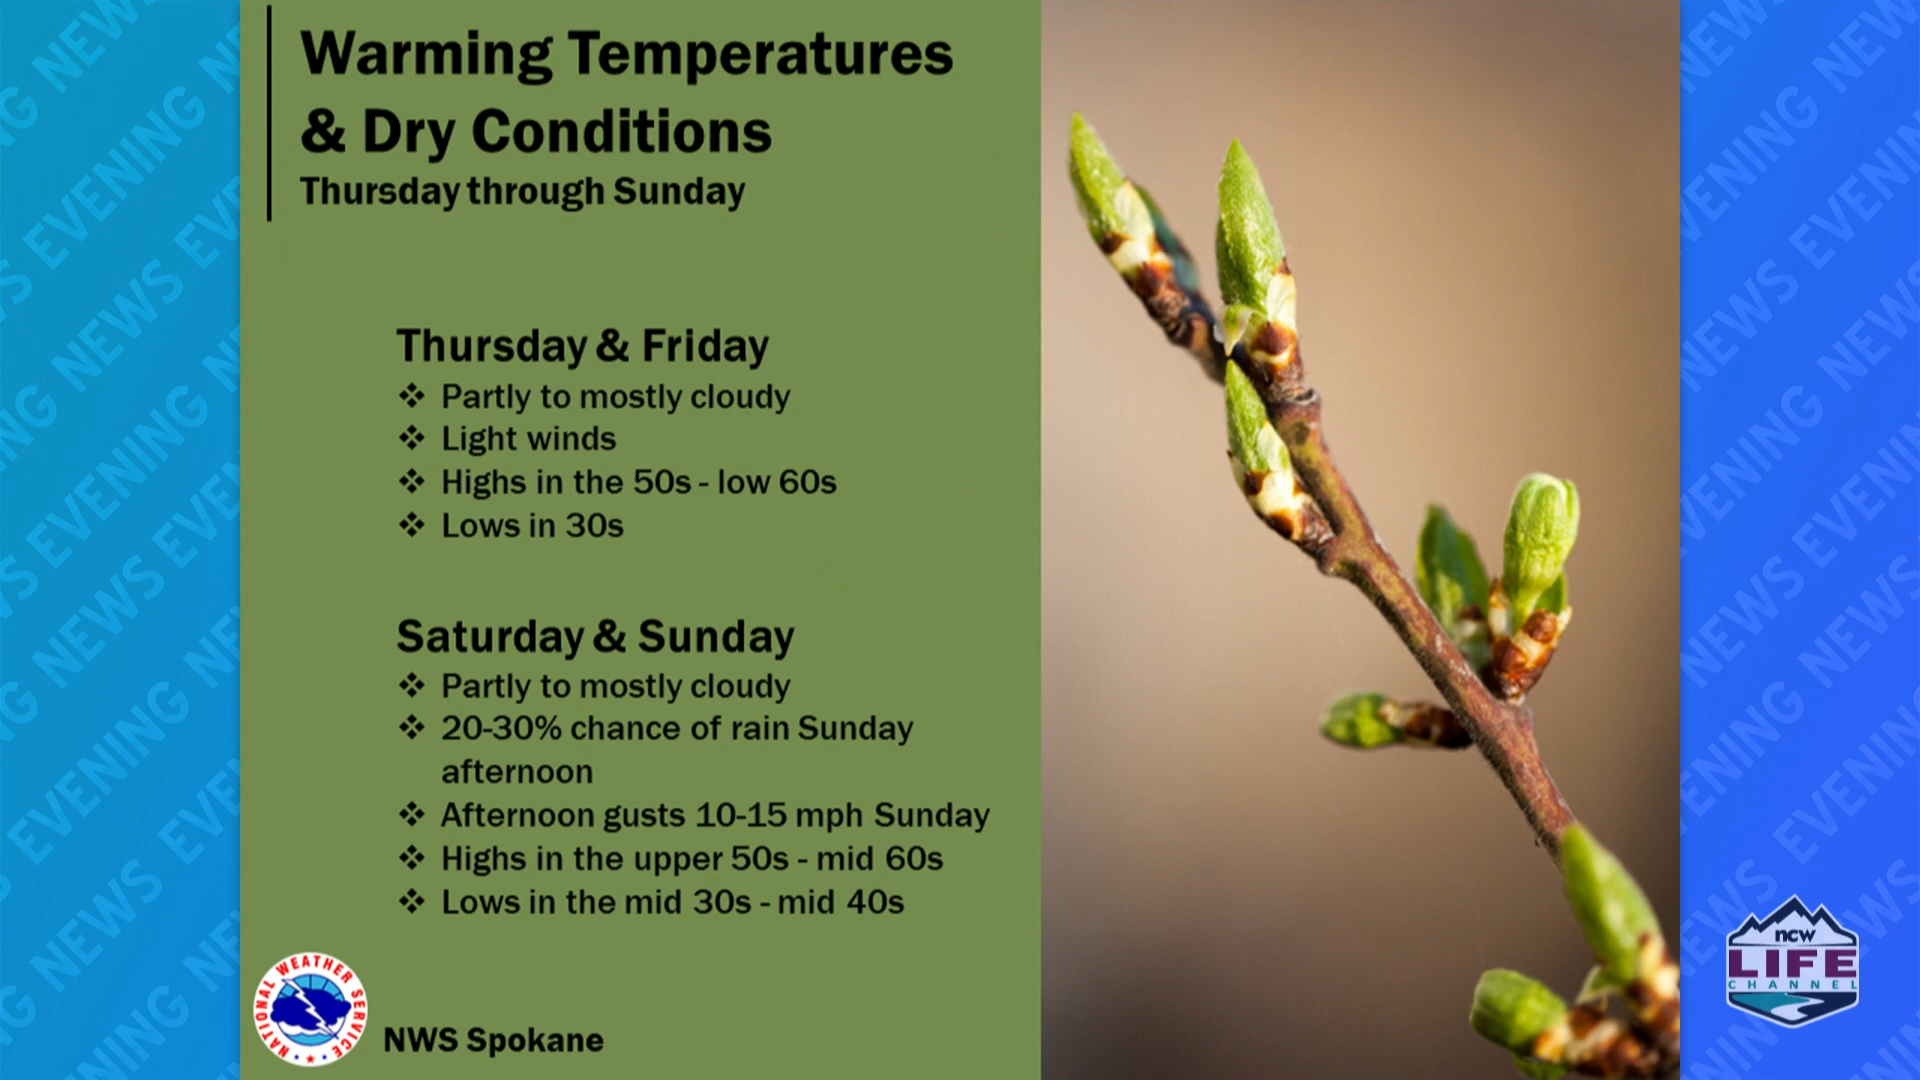 Warming Temperatures
& Dry Conditions
Thursday through Sunday
Thursday & Friday
❖ Partly to mostly cloudy
❖ Light winds
❖ Highs in the 50s - low 60s
❖ Lows in 30s
Saturday & Sunday
❖ Partly to mostly cloudy
❖ 20-30% chance of rain Sunday
afternoon
❖ Afternoon gusts 10-15 mph Sunday
❖ Highs in the upper 50s - mid 60s
❖ Lows in the mid 30s - mid 40s
NATIONAL WEATHER SERVICE
NWS Spokane
ncw
LIFE
CHANNEL
EVENING NEWS